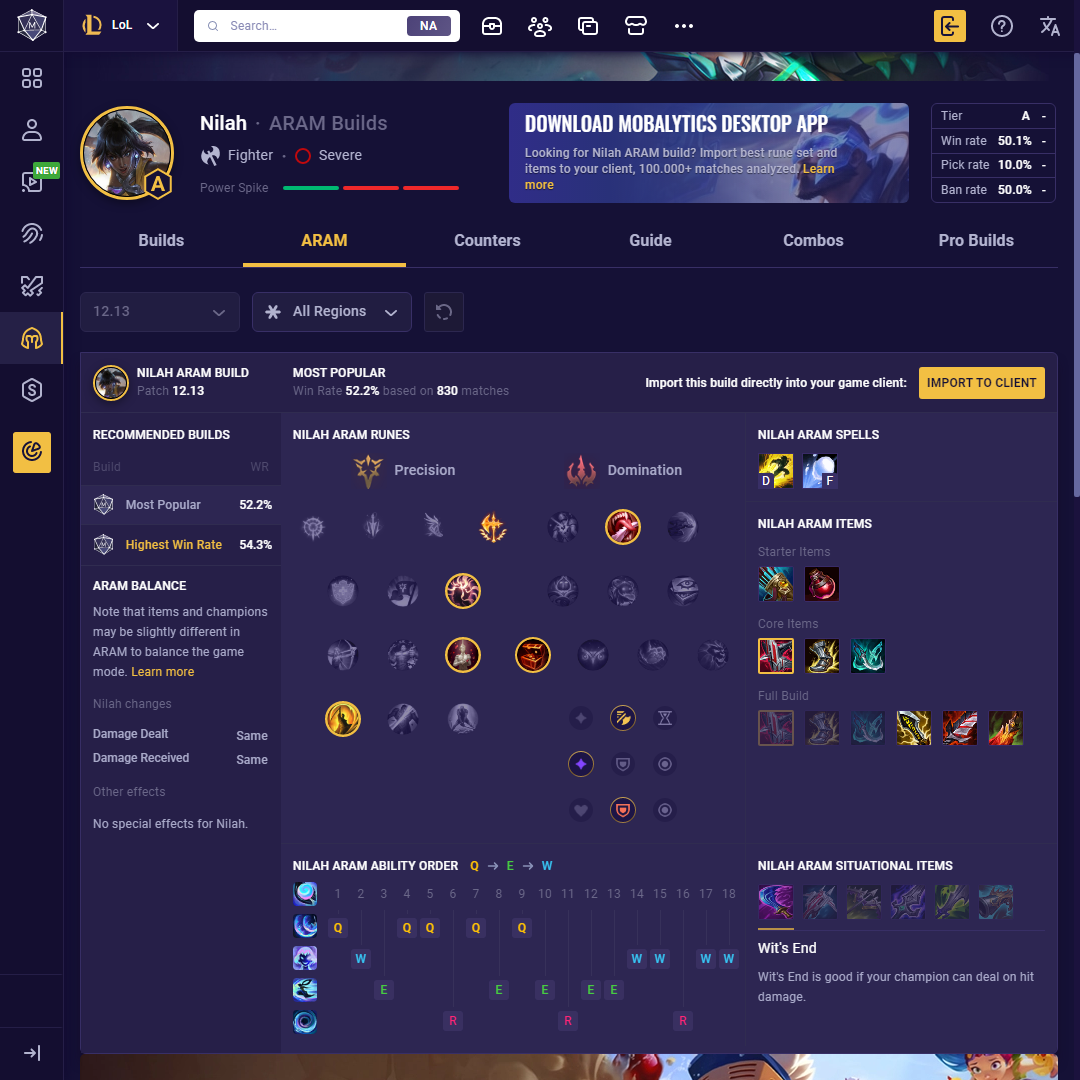 LoL
Search...
NA
NEW
Nilah · ARAM Builds
Fighter · Severe
Power Spike
A
DOWNLOAD MOBALYTICS DESKTOP APP
Looking for Nilah ARAM build? Import best rune set and
items to your client, 100.000+ matches analyzed. Learn
more
Tier A -
Win rate 50.1% -
Pick rate 10.0% -
Ban rate 50.0% -
Builds
ARAM
Counters
Guide
Combos
Pro Builds
12.13
All Regions
NILAH ARAM BUILD
Patch 12.13
MOST POPULAR
Win Rate 52.2% based on 830 matches
Import this build directly into your game client:
IMPORT TO CLIENT
RECOMMENDED BUILDS
Build WR
Most Popular 52.2%
Highest Win Rate 54.3%
ARAM BALANCE
Note that items and champions
may be slightly different in
ARAM to balance the game
mode. Learn more
Nilah changes
Damage Dealt Same
Damage Received Same
Other effects
No special effects for Nilah.
NILAH ARAM RUNES
Precision
Domination
NILAH ARAM SPELLS
D F
NILAH ARAM ITEMS
Starter Items
Core Items
Full Build
NILAH ARAM ABILITY ORDER Q → E → W
1 2 3 4 5 6 7 8 9 10 11 12 13 14 15 16 17 18
Q Q Q Q Q
W W W W W
E E E E E
R R R
NILAH ARAM SITUATIONAL ITEMS
Wit's End
Wit's End is good if your champion can deal on hit
damage.